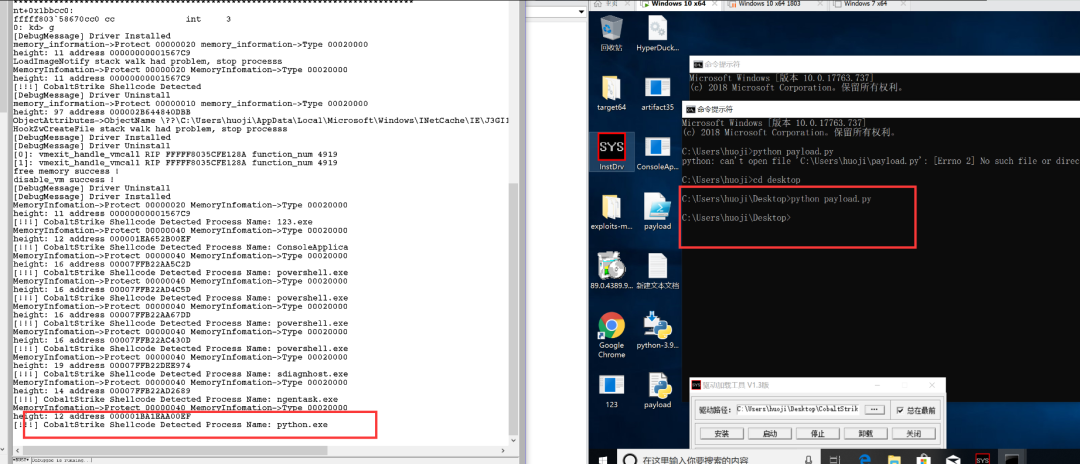 nt+0x1bbcc0:
fffff803`58670cc0 cc              int     3
0: kd> g
[DebugMessage] Driver Installed
memory_information->Protect 00000020 memory_information->Type 00020000
height: 11 address 00000000001567C9
LoadImageNotify stack walk had problem, stop processs
MemoryInfomation->Protect 00000020 MemoryInfomation->Type 00020000
height: 11 address 00000000001567C9
[!!!] CobaltStrike Shellcode Detected
[DebugMessage] Driver Uninstall
memory_information->Protect 00000010 memory_information->Type 00020000
height: 97 address 000002B644840DBB
ObjectAttributes->ObjectName \??\C:\Users\huoji\AppData\Local\Microsoft\Windows\INetCache\IE\J3GI1
HookZwCreateFile stack walk had problem, stop processs
[DebugMessage] Driver Installed
[DebugMessage] Driver Uninstall
[0]: vmexit_handle_vmcall RIP FFFFF8035CFE128A function_num 4919
[1]: vmexit_handle_vmcall RIP FFFFF8035CFE128A function_num 4919
free memory success !
disable_vm success !
[DebugMessage] Driver Uninstall
[DebugMessage] Driver Installed
MemoryInfomation->Protect 00000020 MemoryInfomation->Type 00020000
height: 11 address 00000000001567C9
[!!!] CobaltStrike Shellcode Detected Process Name: 123.exe
MemoryInfomation->Protect 00000040 MemoryInfomation->Type 00020000
height: 12 address 000001EA652B00EF
[!!!] CobaltStrike Shellcode Detected Process Name: ConsoleApplica
MemoryInfomation->Protect 00000040 MemoryInfomation->Type 00020000
height: 16 address 00007FFB22AA5C2D
[!!!] CobaltStrike Shellcode Detected Process Name: powershell.exe
MemoryInfomation->Protect 00000040 MemoryInfomation->Type 00020000
height: 16 address 00007FFB22AD4C5D
[!!!] CobaltStrike Shellcode Detected Process Name: powershell.exe
MemoryInfomation->Protect 00000040 MemoryInfomation->Type 00020000
height: 16 address 00007FFB22AA67DD
[!!!] CobaltStrike Shellcode Detected Process Name: powershell.exe
MemoryInfomation->Protect 00000040 MemoryInfomation->Type 00020000
height: 16 address 00007FFB22AC430D
[!!!] CobaltStrike Shellcode Detected Process Name: powershell.exe
MemoryInfomation->Protect 00000040 MemoryInfomation->Type 00020000
height: 19 address 00007FFB22DEE974
[!!!] CobaltStrike Shellcode Detected Process Name: sdiagnhost.exe
MemoryInfomation->Protect 00000040 MemoryInfomation->Type 00020000
height: 14 address 00007FFB22AD2689
[!!!] CobaltStrike Shellcode Detected Process Name: ngentask.exe
MemoryInfomation->Protect 00000040 MemoryInfomation->Type 00020000
height: 12 address 000001BA1EAA00EF
[!!!] CobaltStrike Shellcode Detected Process Name: python.exe
主页 Windows 10 x64 Windows 10 x64 1803 Windows 7 x64
回收站 HyperDuck...
target64 artifact35
SYS
InstDrv ConsoleAp...
exploits-m... payload
89.0.4389.9... 新建文本文档
Google Chrome python-3.9...
123 payload
命令提示符
Microsoft Windows [版本 10.0.17763.737]
(c) 2018 Microsoft Corporation。保留所有权利。
命令提示符
Microsoft Windows [版本 10.0.17763.737]
(c) 2018 Microsoft Corporation。保留所有权利。
C:\Users\huoji>python payload.py
python: can't open file 'C:\Users\huoji\payload.py': [Errno 2] No such file or direc
C:\Users\huoji>cd desktop
C:\Users\huoji\Desktop>python payload.py
C:\Users\huoji\Desktop>
驱动加载工具 V1.3版
驱动路径: C:\Users\huoji\Desktop\CobaltStrik ... 总在最前
安装 启动 停止 卸载 关闭
在这里输入你要搜索的内容